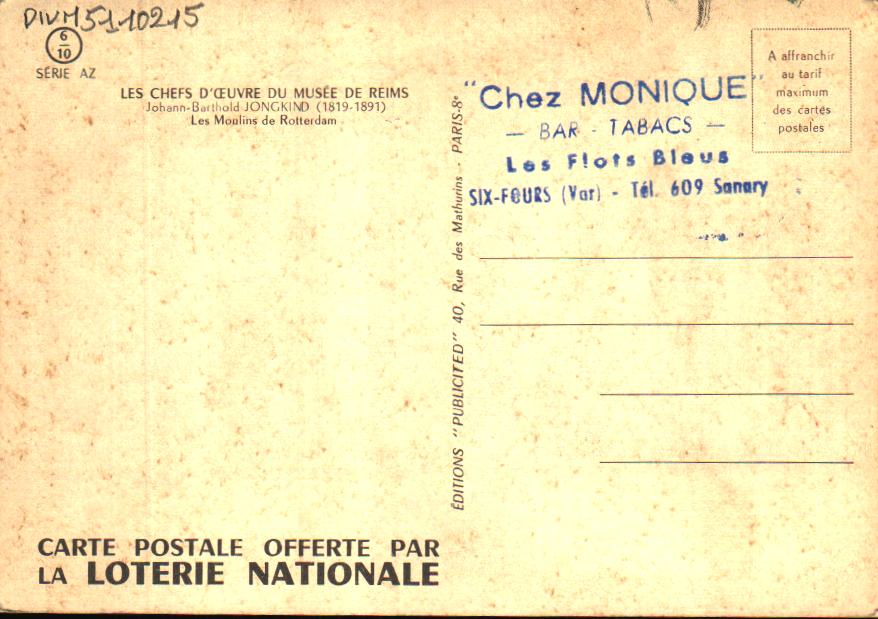 DIVM5110215
6
10
SÉRIE AZ
LES CHEFS D'ŒUVRE DU MUSÉE DE REIMS
Johann-Barthold JONGKIND (1819-1891)
Les Moulins de Rotterdam
CARTE POSTALE OFFERTE PAR
LA LOTERIE NATIONALE
ÉDITIONS "PUBLICITED" 40, Rue des Mathurins - PARIS-8e
"Chez MONIQUE"
- BAR - TABACS -
Les Flots Bleus
SIX-FOURS (Var) - Tél. 609 Sanary
A affranchir
au tarif
maximum
des cartes
postales